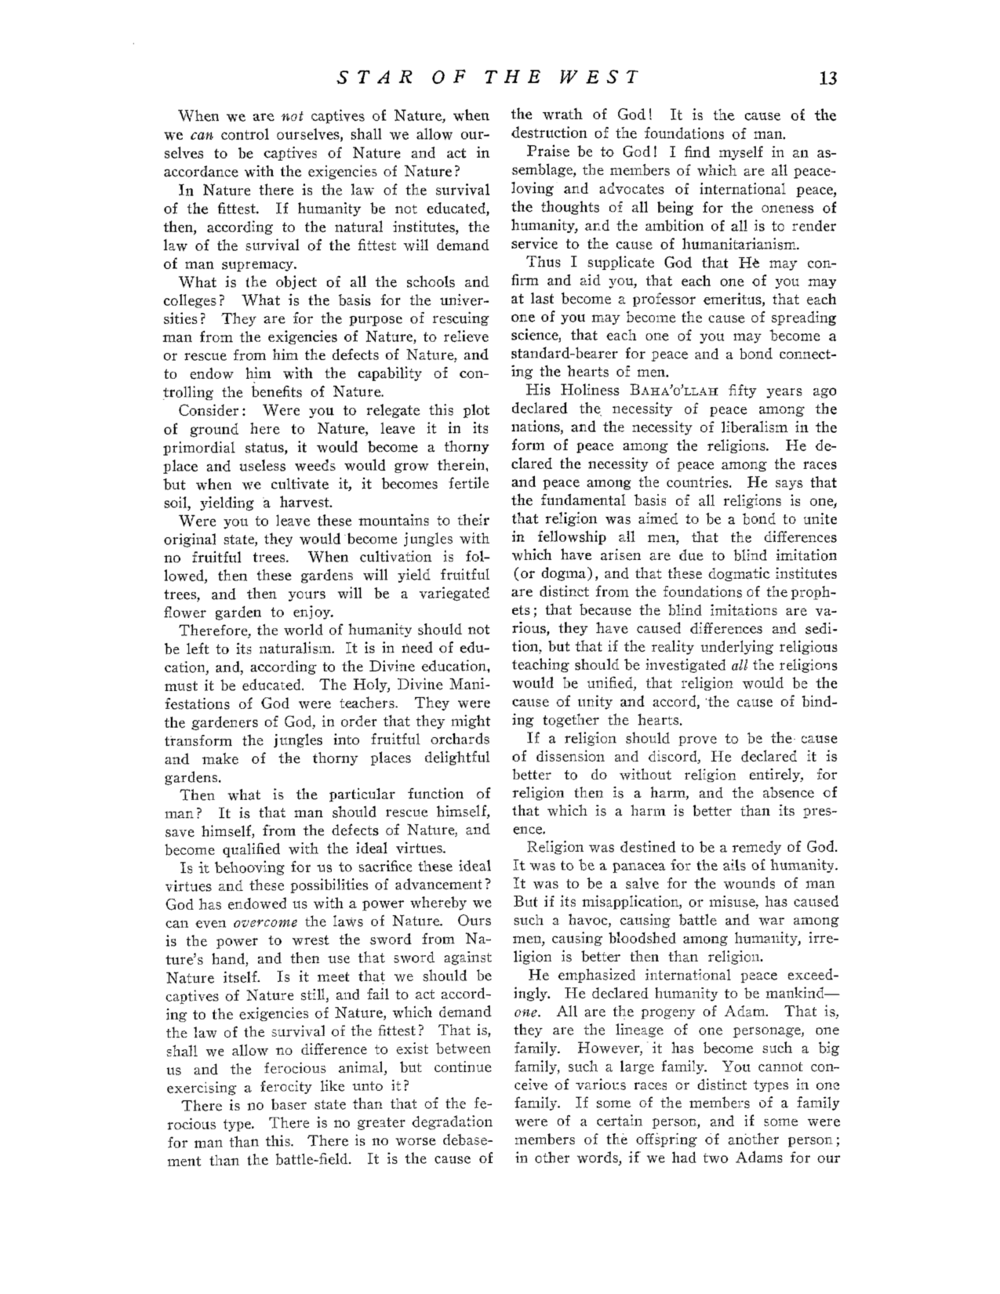 STAR OF THE WEST 13
When we are not captives of Nature, when
we can control ourselves, shall we allow our-
selves to be captives of Nature and act in
accordance with the exigencies of Nature?
In Nature there is the law of the survival
of the fittest. If humanity be not educated,
then, according to the natural institutes, the
law of the survival of the fittest will demand
of man supremacy.
What is the object of all the schools and
colleges? What is the basis for the univer-
sities? They are for the purpose of rescuing
man from the exigencies of Nature, to relieve
or rescue from him the defects of Nature, and
to endow him with the capability of con-
trolling the benefits of Nature.
Consider: Were you to relegate this plot
of ground here to Nature, leave it in its
primordial status, it would become a thorny
place and useless weeds would grow therein,
but when we cultivate it, it becomes fertile
soil, yielding a harvest.
Were you to leave these mountains to their
original state, they would become jungles with
no fruitful trees. When cultivation is fol-
lowed, then these gardens will yield fruitful
trees, and then yours will be a variegated
flower garden to enjoy.
Therefore, the world of humanity should not
be left to its naturalism. It is in need of edu-
cation, and, according to the Divine education,
must it be educated. The Holy, Divine Mani-
festations of God were teachers. They were
the gardeners of God, in order that they might
transform the jungles into fruitful orchards
and make of the thorny places delightful
gardens.
Then what is the particular function of
man? It is that man should rescue himself,
save himself, from the defects of Nature, and
become qualified with the ideal virtues.
Is it behooving for us to sacrifice these ideal
virtues and these possibilities of advancement?
God has endowed us with a power whereby we
can even overcome the laws of Nature. Ours
is the power to wrest the sword from Na-
ture's hand, and then use that sword against
Nature itself. Is it meet that we should be
captives of Nature still, and fail to act accord-
ing to the exigencies of Nature, which demand
the law of the survival of the fittest? That is,
shall we allow no difference to exist between
us and the ferocious animal, but continue
exercising a ferocity like unto it?
There is no baser state than that of the fe-
rocious type. There is no greater degradation
for man than this. There is no worse debase-
ment than the battle-field. It is the cause of
the wrath of God! It is the cause of the
destruction of the foundations of man.
Praise be to God! I find myself in an as-
semblage, the members of which are all peace-
loving and advocates of international peace,
the thoughts of all being for the oneness of
humanity, and the ambition of all is to render
service to the cause of humanitarianism.
Thus I supplicate God that He may con-
firm and aid you, that each one of you may
at last become a professor emeritus, that each
one of you may become the cause of spreading
science, that each one of you may become a
standard-bearer for peace and a bond connect-
ing the hearts of men.
His Holiness BAHA'O'LLAH fifty years ago
declared the necessity of peace among the
nations, and the necessity of liberalism in the
form of peace among the religions. He de-
clared the necessity of peace among the races
and peace among the countries. He says that
the fundamental basis of all religions is one,
that religion was aimed to be a bond to unite
in fellowship all men, that the differences
which have arisen are due to blind imitation
(or dogma), and that these dogmatic institutes
are distinct from the foundations of the proph-
ets; that because the blind imitations are va-
rious, they have caused differences and sedi-
tion, but that if the reality underlying religious
teaching should be investigated all the religions
would be unified, that religion would be the
cause of unity and accord, the cause of bind-
ing together the hearts.
If a religion should prove to be the cause
of dissension and discord, He declared it is
better to do without religion entirely, for
religion then is a harm, and the absence of
that which is a harm is better than its pres-
ence.
Religion was destined to be a remedy of God.
It was to be a panacea for the ails of humanity.
It was to be a salve for the wounds of man
But if its misapplication, or misuse, has caused
such a havoc, causing battle and war among
men, causing bloodshed among humanity, irre-
ligion is better then than religion.
He emphasized international peace exceed-
ingly. He declared humanity to be mankind—
one. All are the progeny of Adam. That is,
they are the lineage of one personage, one
family. However, it has become such a big
family, such a large family. You cannot con-
ceive of various races or distinct types in one
family. If some of the members of a family
were of a certain person, and if some were
members of the offspring of another person;
in other words, if we had two Adams for our